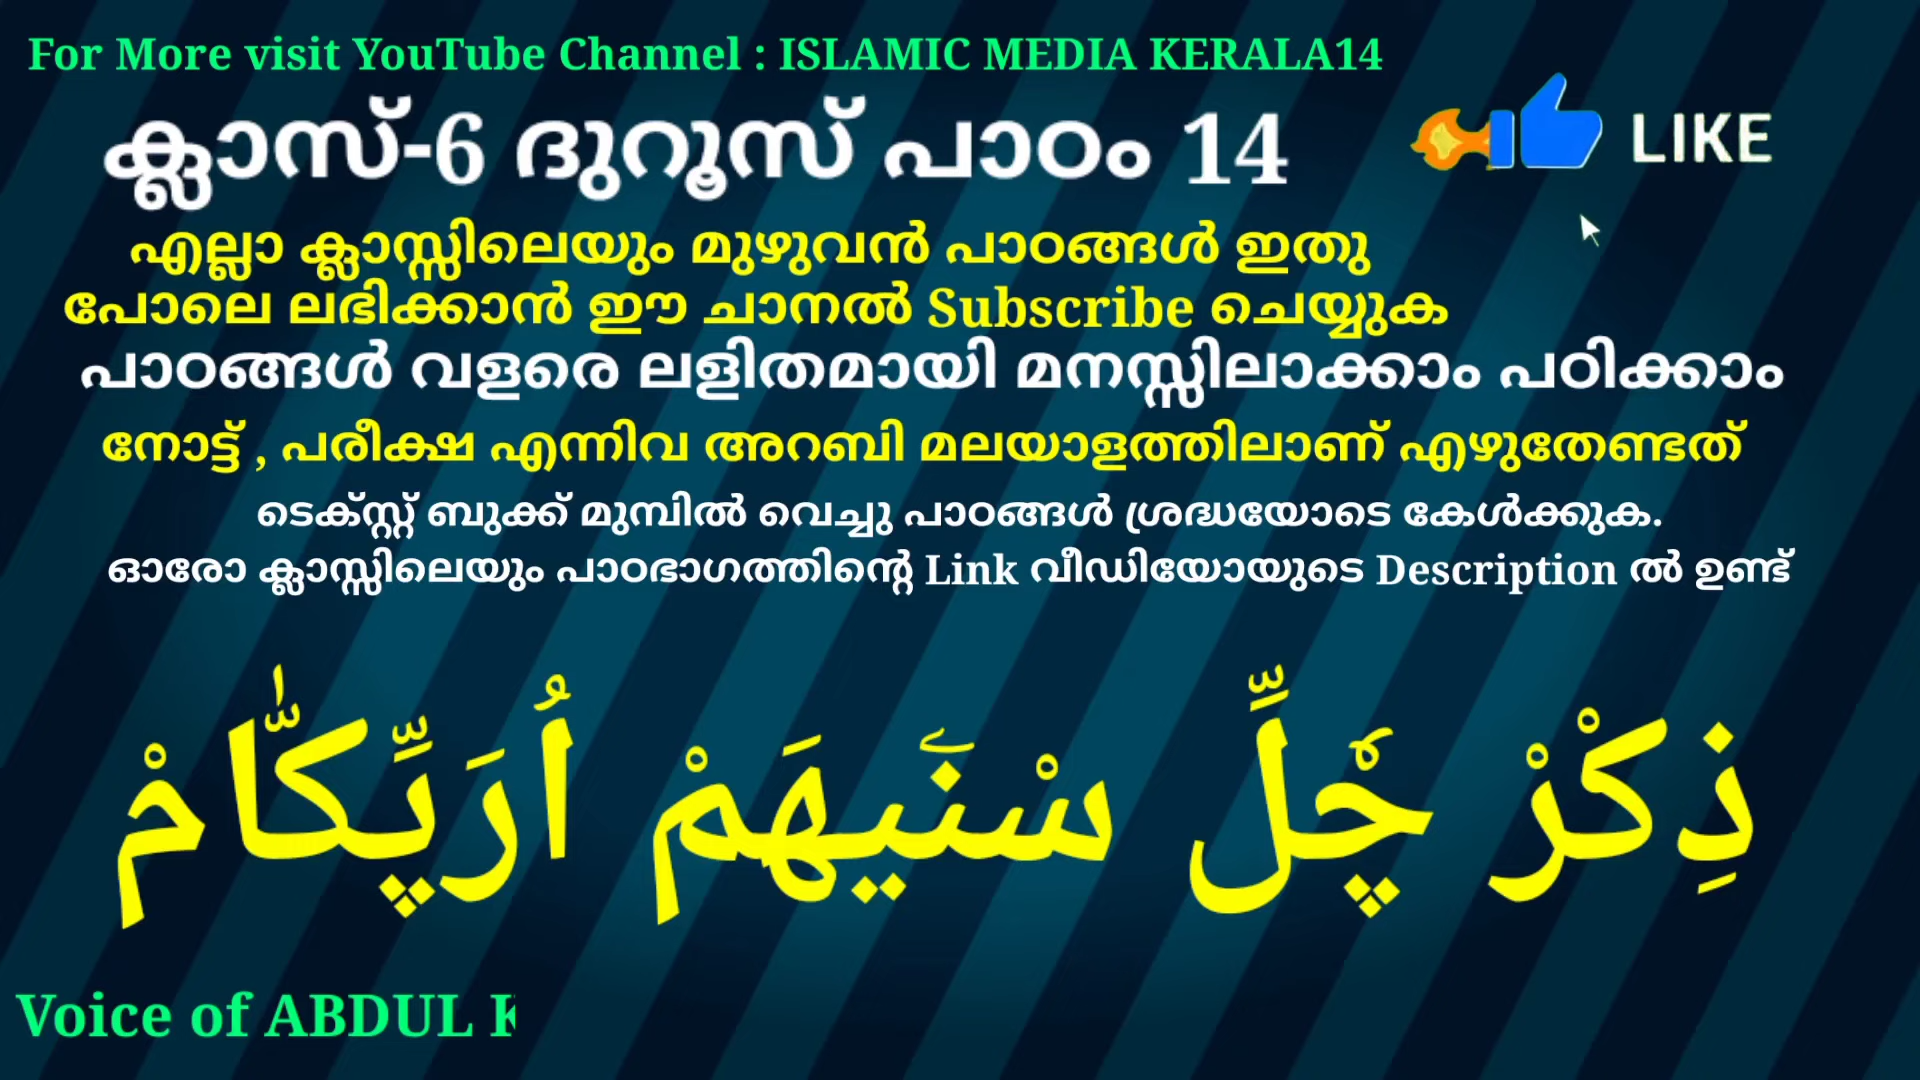 For More visit YouTube Channel : ISLAMIC MEDIA KERALA14
ക്ലാസ്-6 ദുറൂസ് പാഠം 14
LIKE
എല്ലാ ക്ലാസ്സിലെയും മുഴുവൻ പാഠങ്ങൾ ഇതു
പോലെ ലഭിക്കാൻ ഈ ചാനൽ Subscribe ചെയ്യുക
പാഠങ്ങൾ വളരെ ലളിതമായി മനസ്സിലാക്കാം പഠിക്കാം
നോട്ട് , പരീക്ഷ എന്നിവ അറബി മലയാളത്തിലാണ് എഴുതേണ്ടത്
ടെക്സ്റ്റ് ബുക്ക് മുമ്പിൽ വെച്ചു പാഠങ്ങൾ ശ്രദ്ധയോടെ കേൾക്കുക.
ഓരോ ക്ലാസ്സിലെയും പാഠഭാഗത്തിന്റെ Link വീഡിയോയുടെ Description ൽ ഉണ്ട്
ذِكْرْ چٗلِّ سْنَيهَمْ أُرَپِّكّٰامْ
Voice of ABDUL K